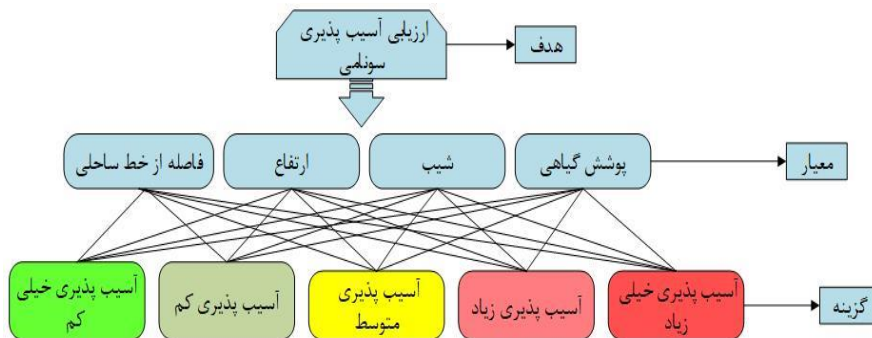 ارزیابی آسیب پذیری
سونامی
هدف
پوشش گیاهی
شیب
ارتفاع
فاصله از خط ساحلی
معیار
آسیب پذیری خیلی
زیاد
آسیب پذیری زیاد
آسیب پذیری
متوسط
آسیب پذیری کم
آسیب پذیری خیلی
کم
گزینه